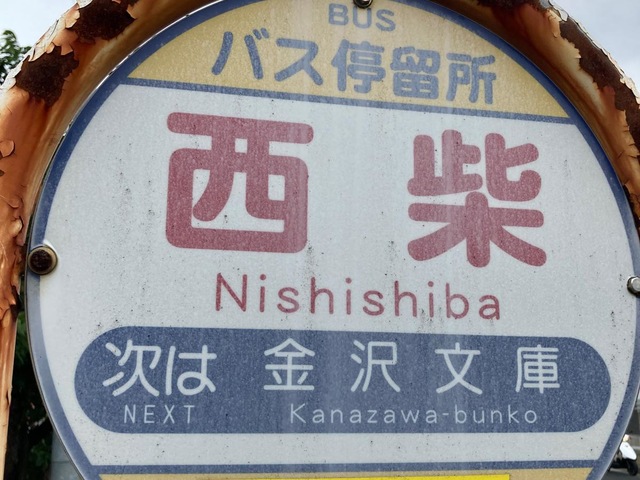 BUS
バス停留所
西柴
Nishishiba
次は 金沢文庫
NEXT Kanazawa-bunko